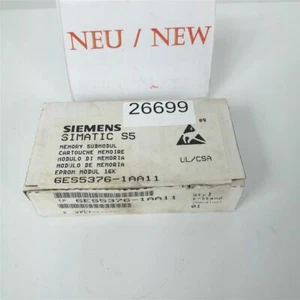 NEU / NEW
26699
SIEMENS
SIMATIC S5
MEMORY SUBMODUL
CARTOUCHE MEMOIRE
MODULO DI MEMORIA
MODULO DE MEMORIA
EPROM MODUL 16K
6ES5376-1AA11
UL/CSA
6ES5376-1AA11
01